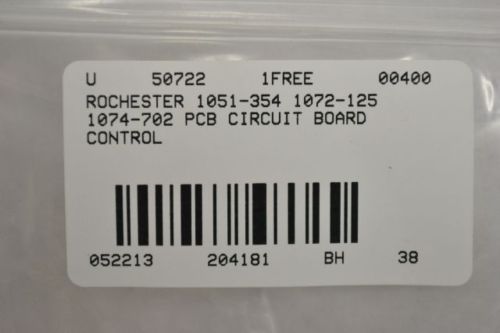 U 50722 1FREE 00400
ROCHESTER 1051-354 1072-125
1074-702 PCB CIRCUIT BOARD
CONTROL
052213 204181 BH 38